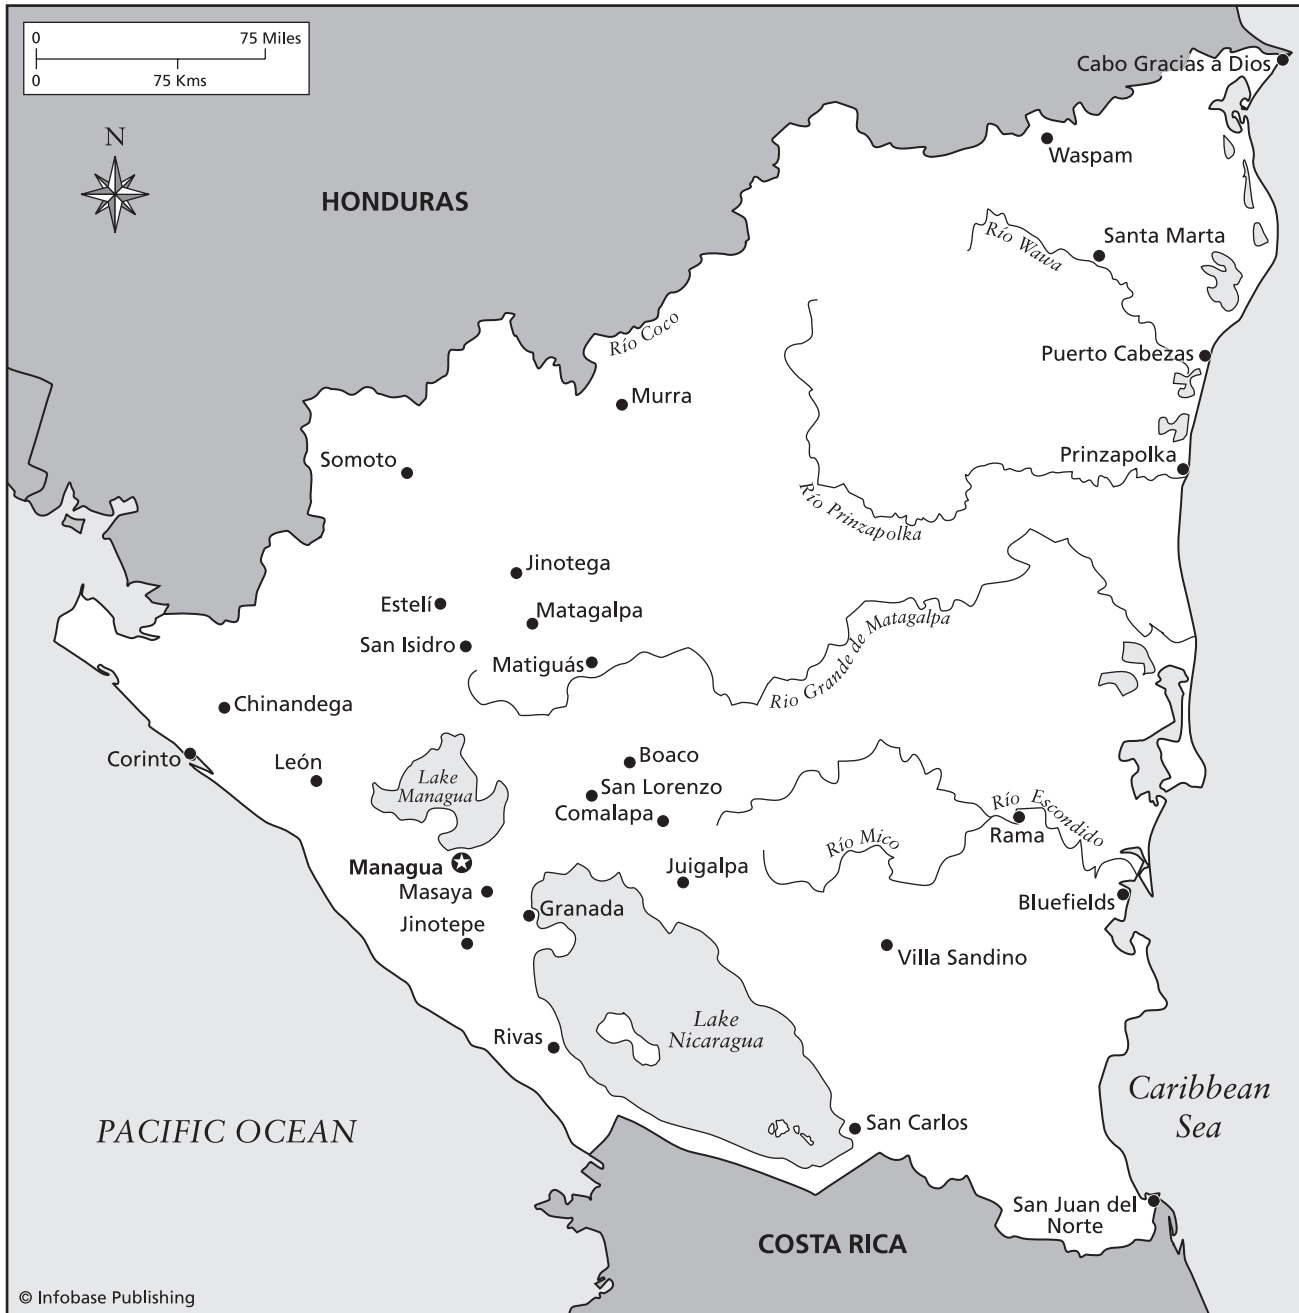 0 75 Miles
0 75 Kms
N
HONDURAS
Cabo Gracias a Dios
Waspam
Río Wawa
Santa Marta
Río Coco
Puerto Cabezas
Murra
Somoto
Prinzapolka
Río Prinzapolka
Jinotega
Estelí
Matagalpa
San Isidro
Matiguás
Rio Grande de Matagalpa
Chinandega
Corinto
León
Lake
Managua
Boaco
San Lorenzo
Comalapa
Río Escondido
Rama
Río Mico
Managua
Masaya
Juigalpa
Bluefields
Granada
Jinotepe
Villa Sandino
Rivas
Lake
Nicaragua
Caribbean
Sea
PACIFIC OCEAN
San Carlos
San Juan del
Norte
COSTA RICA
© Infobase Publishing